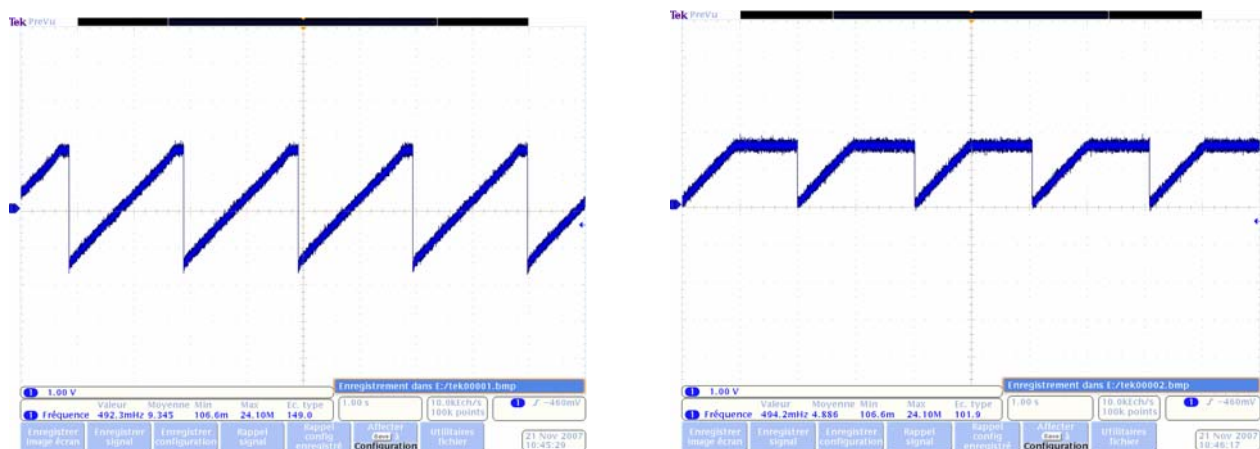 Tek PreVu
1 1.00 V
Enregistrement dans E:/tek00001.bmp
Valeur Moyenne Min Max Ec. type
1 Fréquence 492.3mHz 9.345 106.6m 24.10M 149.0
1.00 s
10.0kEch/s
100k points
1 -460mV
Enregistrer image écran
Enregistrer signal
Enregistrer configuration
Rappel signal
Rappel config enregistré
Affecter Save à Configuration
Utilitaires fichier
21 Nov 2007
10:45:29
Tek PreVu
1 1.00 V
Enregistrement dans E:/tek00002.bmp
Valeur Moyenne Min Max Ec. type
1 Fréquence 494.2mHz 4.886 106.6m 24.10M 101.9
1.00 s
10.0kEch/s
100k points
1 -460mV
Enregistrer image écran
Enregistrer signal
Enregistrer configuration
Rappel signal
Rappel config enregistré
Affecter Save à Configuration
Utilitaires fichier
21 Nov 2007
10:46:17